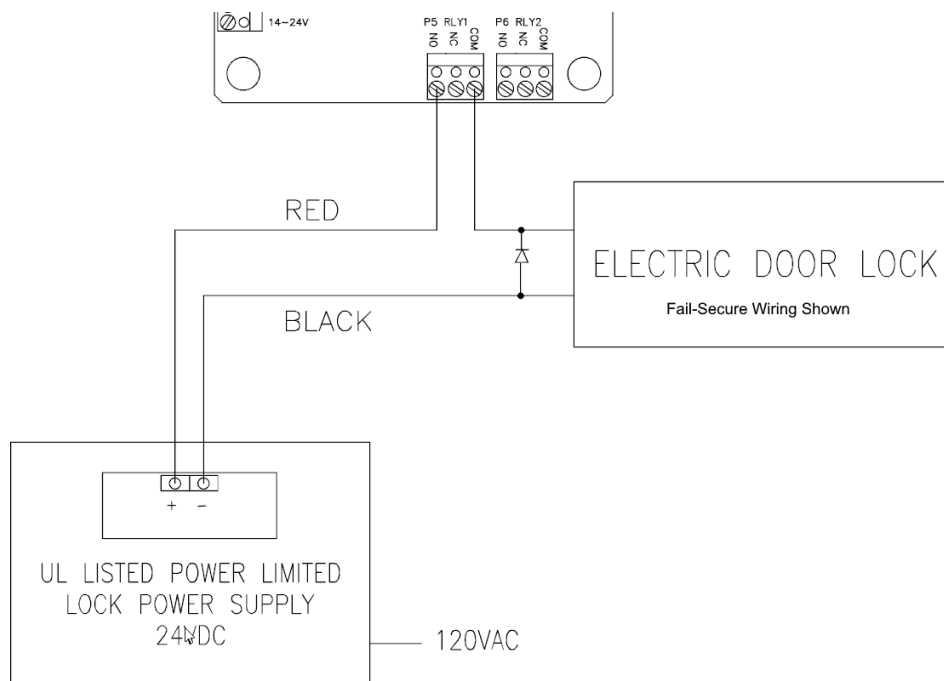 14-24V
P5 RLY1
NO NC COM
P6 RLY2
NO NC COM
RED
ELECTRIC DOOR LOCK
Fail-Secure Wiring Shown
BLACK
+ -
UL LISTED POWER LIMITED
LOCK POWER SUPPLY
24VDC
120VAC